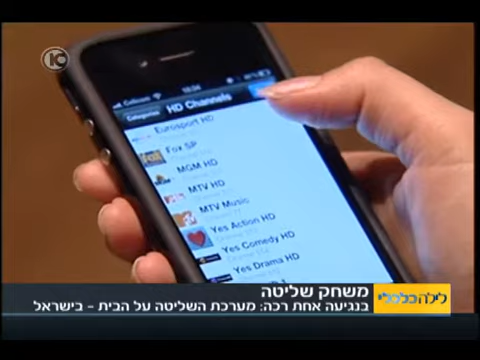 10
Cellcom
Categories
HD Channels
Eurosport HD
Fox SP
MGM HD
MTV HD
MTV Music
Yes Action HD
Yes Comedy HD
Yes Drama HD
לילה כלכלי
משחק שליטה
בנגיעה אחת רכה: מערכת השליטה על הבית - בישראל